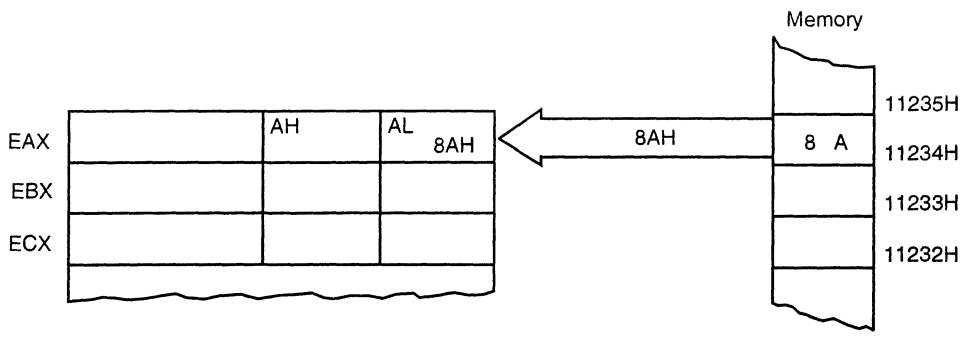 Memory
11235H
EAX AH AL 8AH 8AH 8 A 11234H
EBX 11233H
ECX 11232H